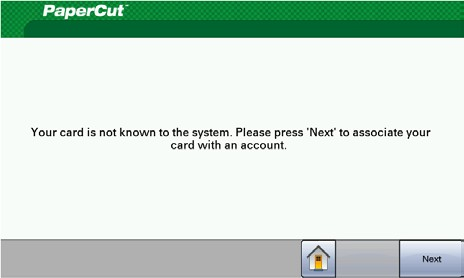 PaperCut™
Your card is not known to the system. Please press 'Next' to associate your
card with an account.
Next